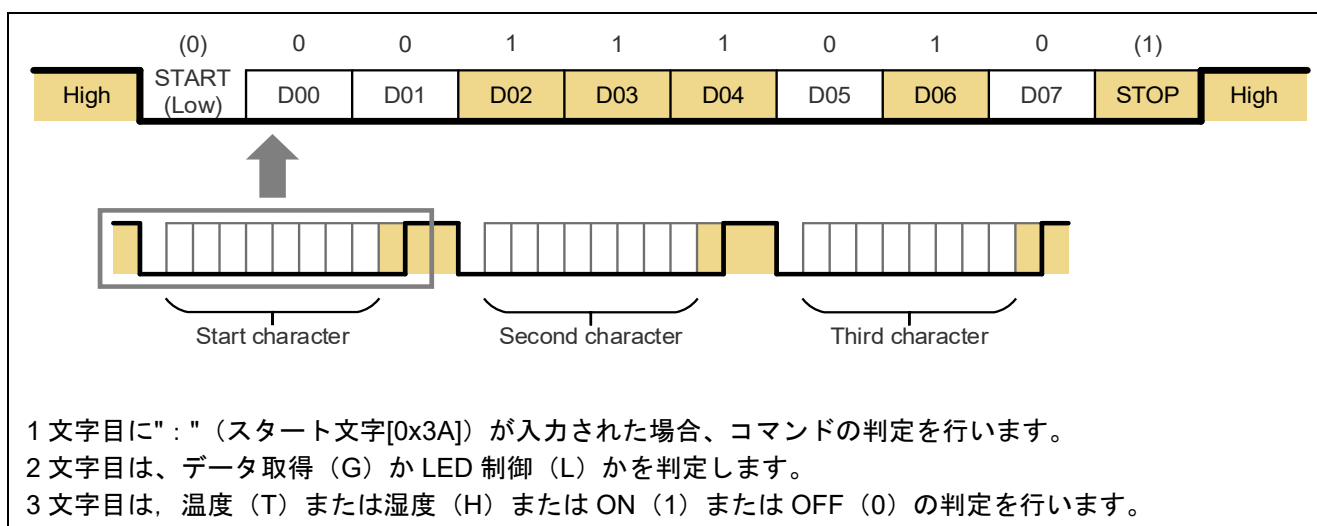 (0) 0 0 1 1 1 0 1 0 (1)
High START (Low) D00 D01 D02 D03 D04 D05 D06 D07 STOP High
Start character Second character Third character
1 文字目に":"(スタート文字[0x3A])が入力された場合、コマンドの判定を行います。
2 文字目は、データ取得（G）か LED 制御（L）かを判定します。
3 文字目は，温度（T）または湿度（H）または ON（1）または OFF（0）の判定を行います。